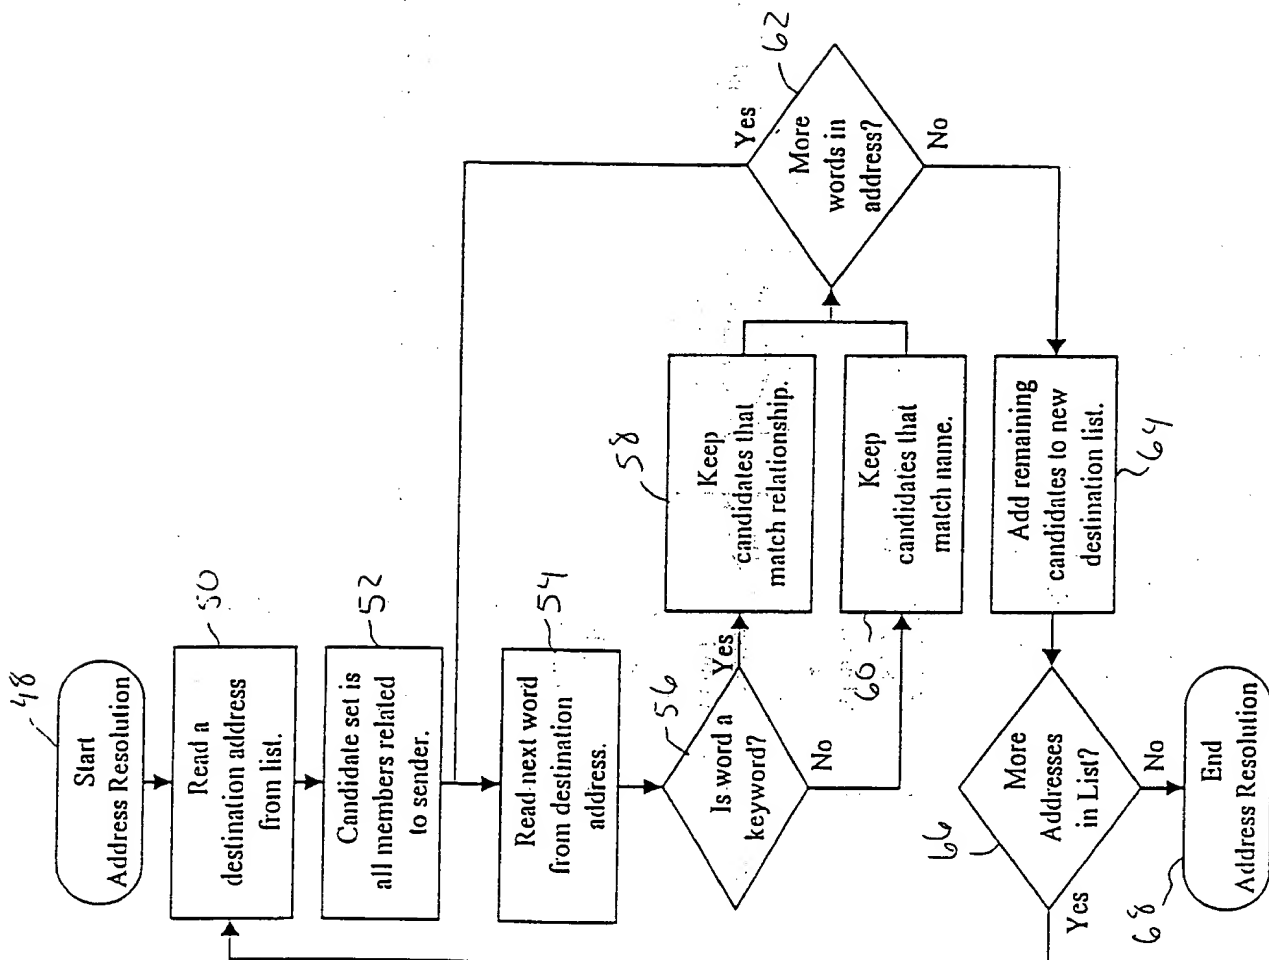 48
Start
Address Resolution
50
Read a
destination address
from list.
52
Candidate set is
all members related
to sender.
54
Read next word
from destination
address.
56
Is word a
keyword?
Yes
No
58
Keep
candidates that
match relationship.
60
Keep
candidates that
match name.
62
More
words in
address?
Yes
No
64
Add remaining
candidates to new
destination list.
66
More
Addresses
in List?
Yes
No
68
End
Address Resolution